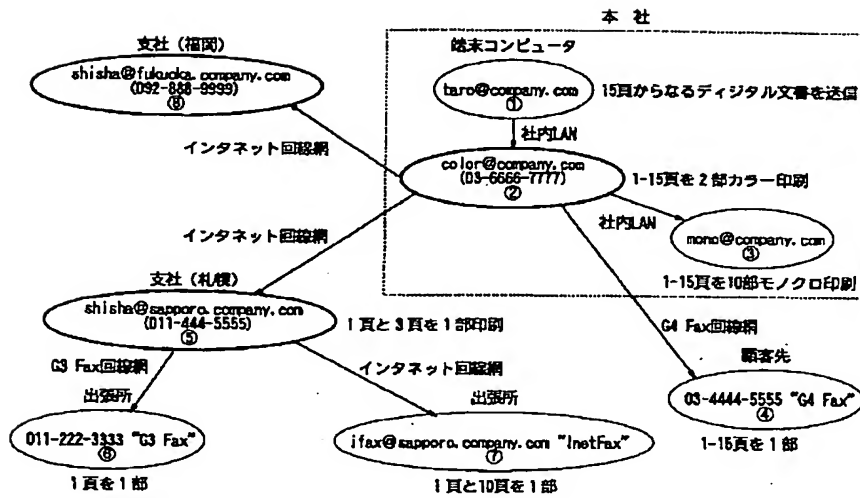 本 社
支社（福岡）
shisha@fukuoka.company.com
(092-888-9999)
⑧
端末コンピュータ
taro@company.com
①
15頁からなるディジタル文書を送信
社内LAN
インタネット回線網
color@company.com
(03-6666-7777)
②
1-15頁を2部カラー印刷
社内LAN
mono@company.com
③
1-15頁を10部モノクロ印刷
インタネット回線網
支社（札幌）
shisha@sapporo.company.com
(011-444-5555)
⑤
1頁と3頁を1部印刷
G4 Fax回線網
G3 Fax回線網
インタネット回線網
顧客先
03-4444-5555 "G4 Fax"
④
1-15頁を1部
出張所
011-222-3333 "G3 Fax"
⑥
1頁を1部
出張所
ifax@sapporo.company.com "InetFax"
⑦
1頁と10頁を1部